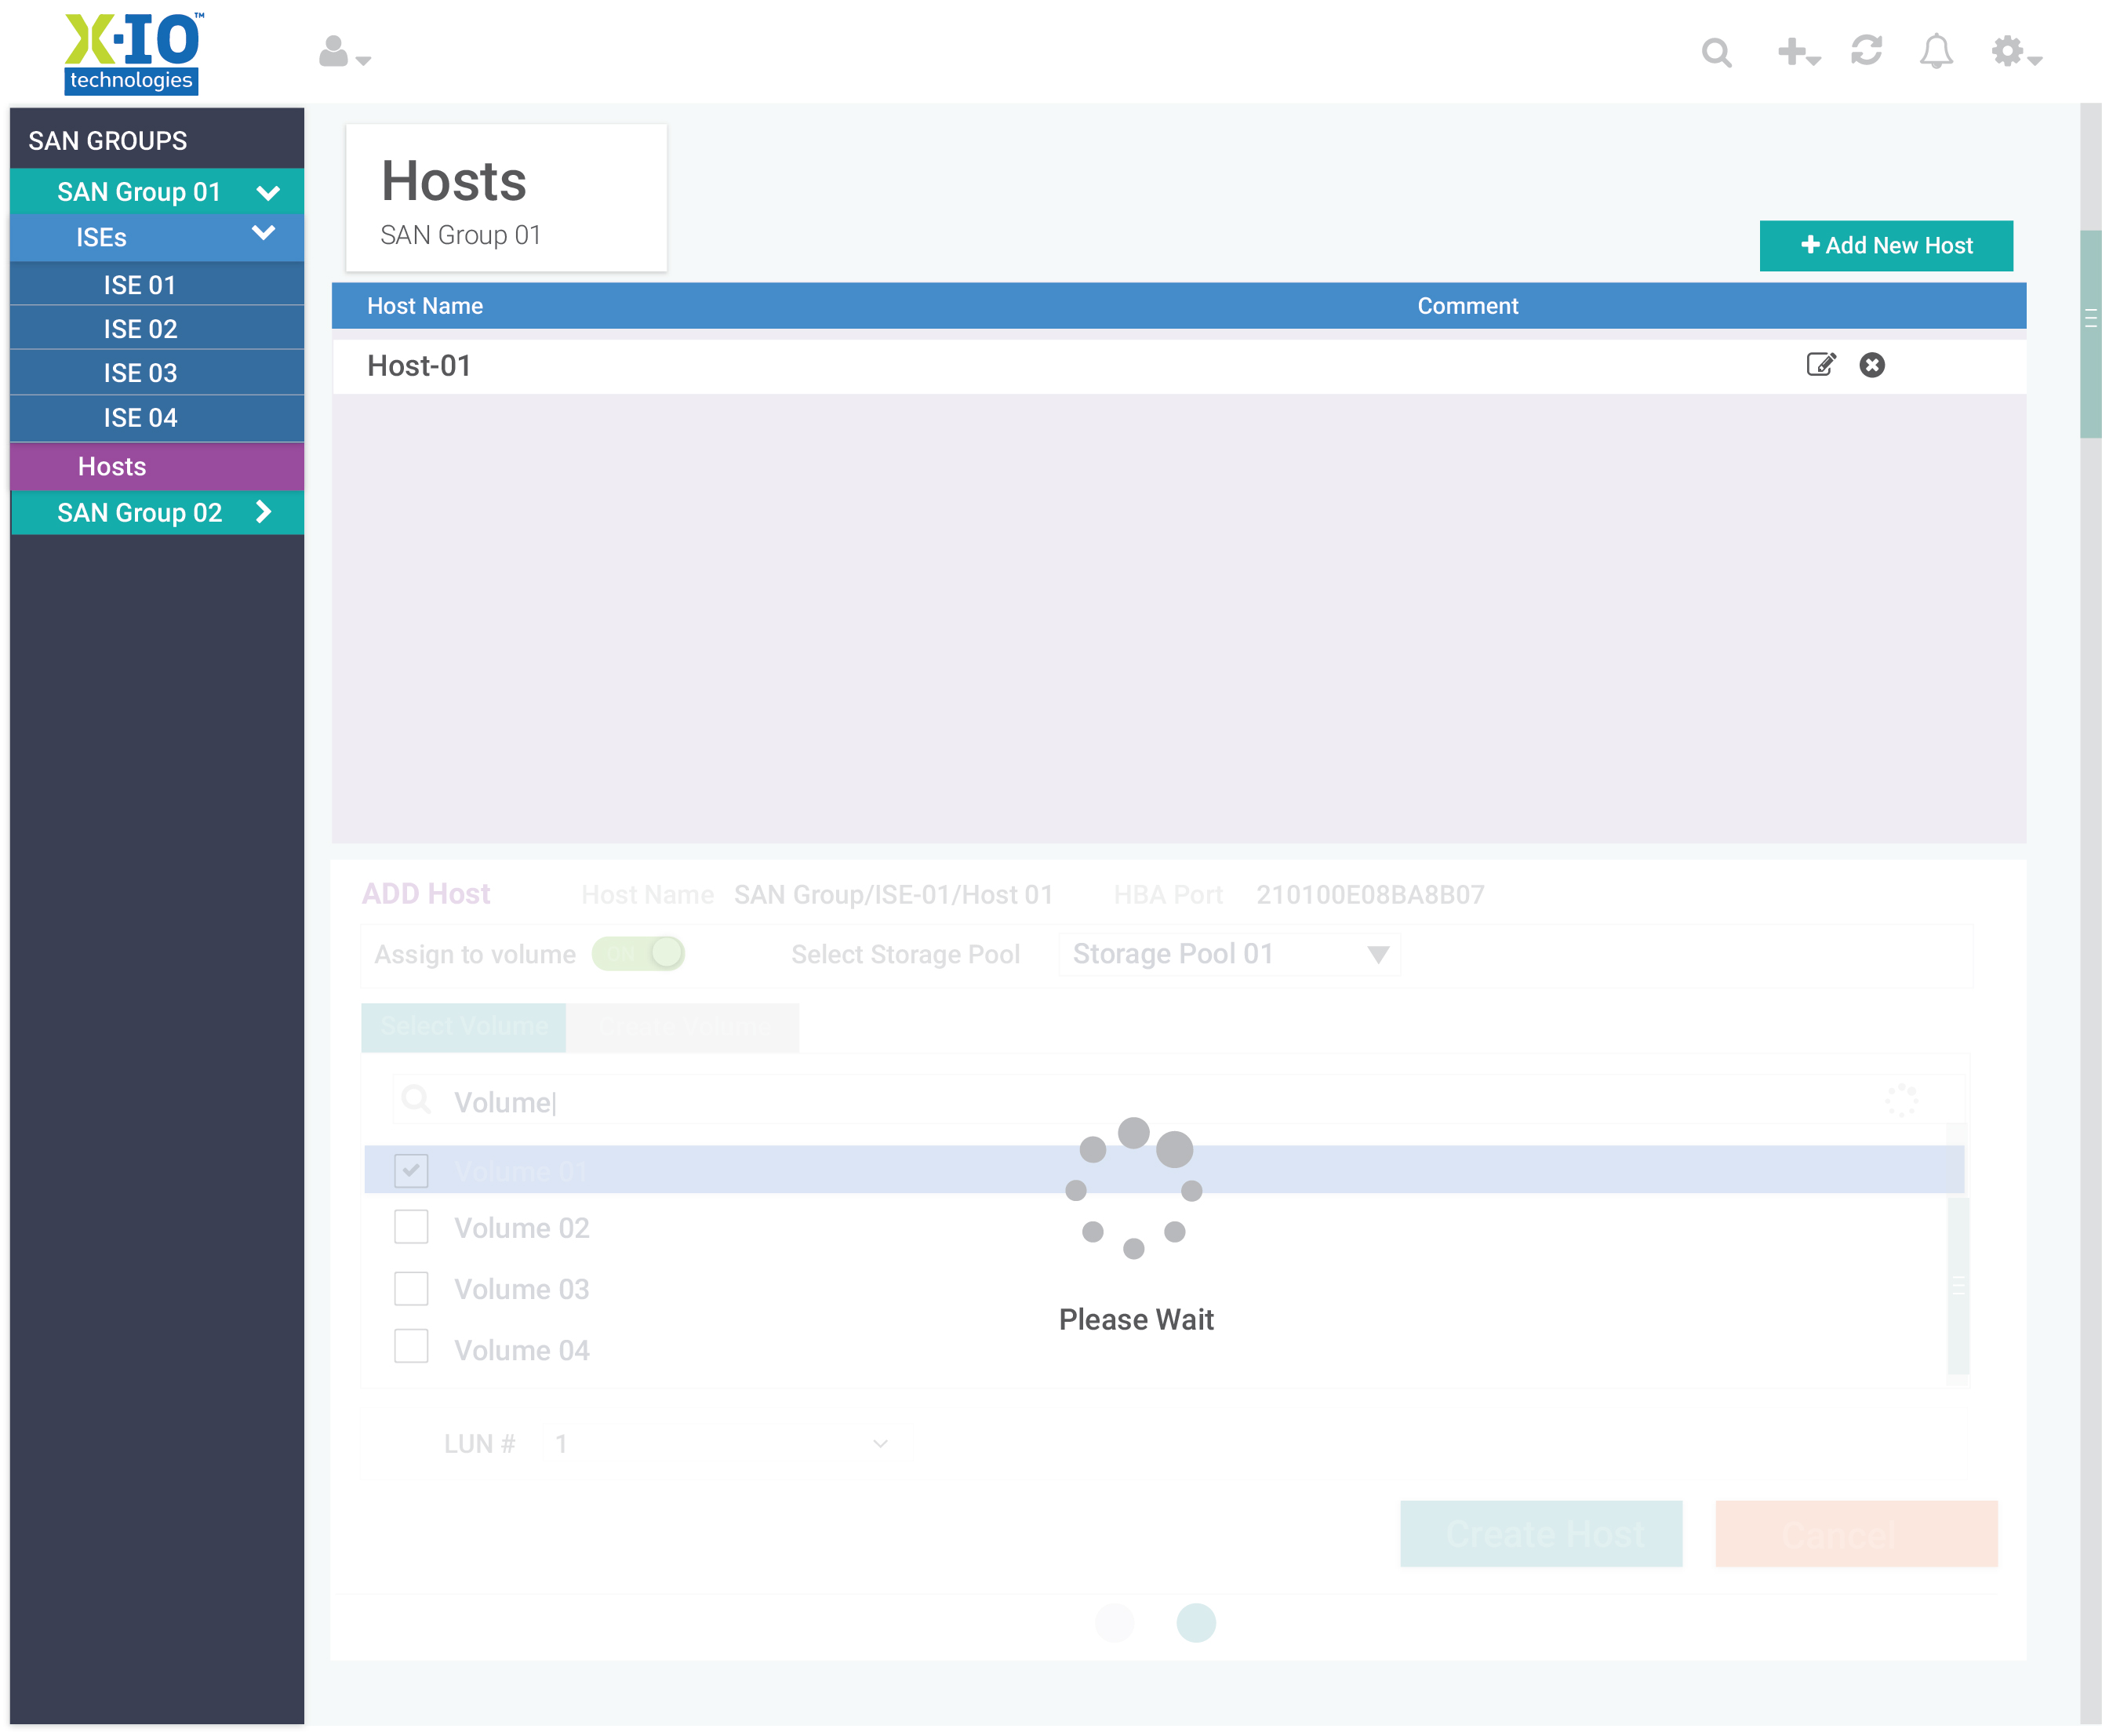 X-IO™
technologies
SAN GROUPS
SAN Group 01
ISEs
ISE 01
ISE 02
ISE 03
ISE 04
Hosts
SAN Group 02
Hosts
SAN Group 01
Add New Host
Host Name Comment
Host-01
ADD Host Host Name SAN Group/ISE-01/Host 01 HBA Port 210100E08BA8B07
Assign to volume ON Select Storage Pool Storage Pool 01
Select Volume Create Volume
Volume
Volume 01
Volume 02
Volume 03
Volume 04
Please Wait
LUN # 1
Create Host Cancel